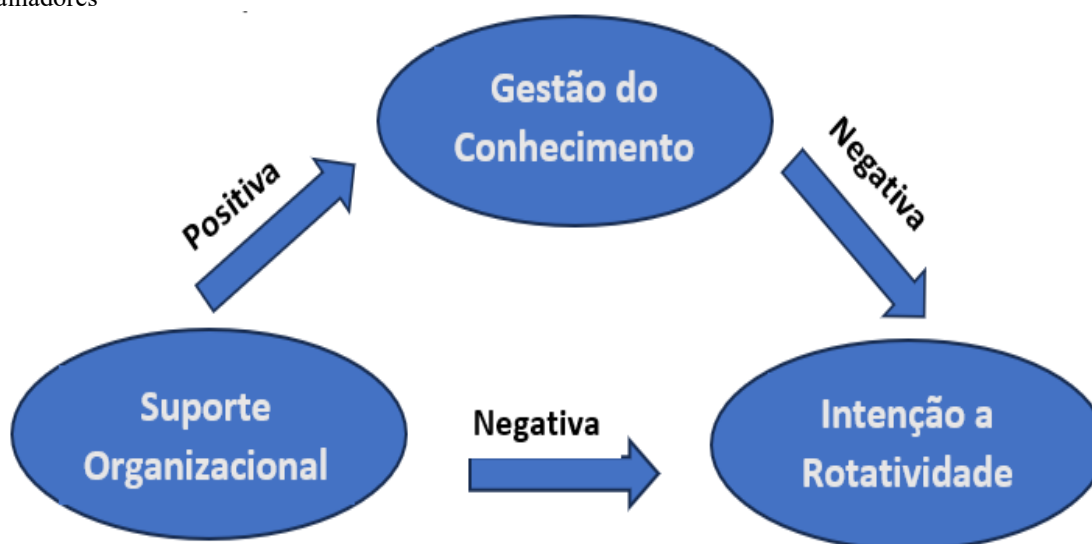 Gestão do
Conhecimento
Positiva
Negativa
Suporte
Organizacional
Negativa
Intenção a
Rotatividade